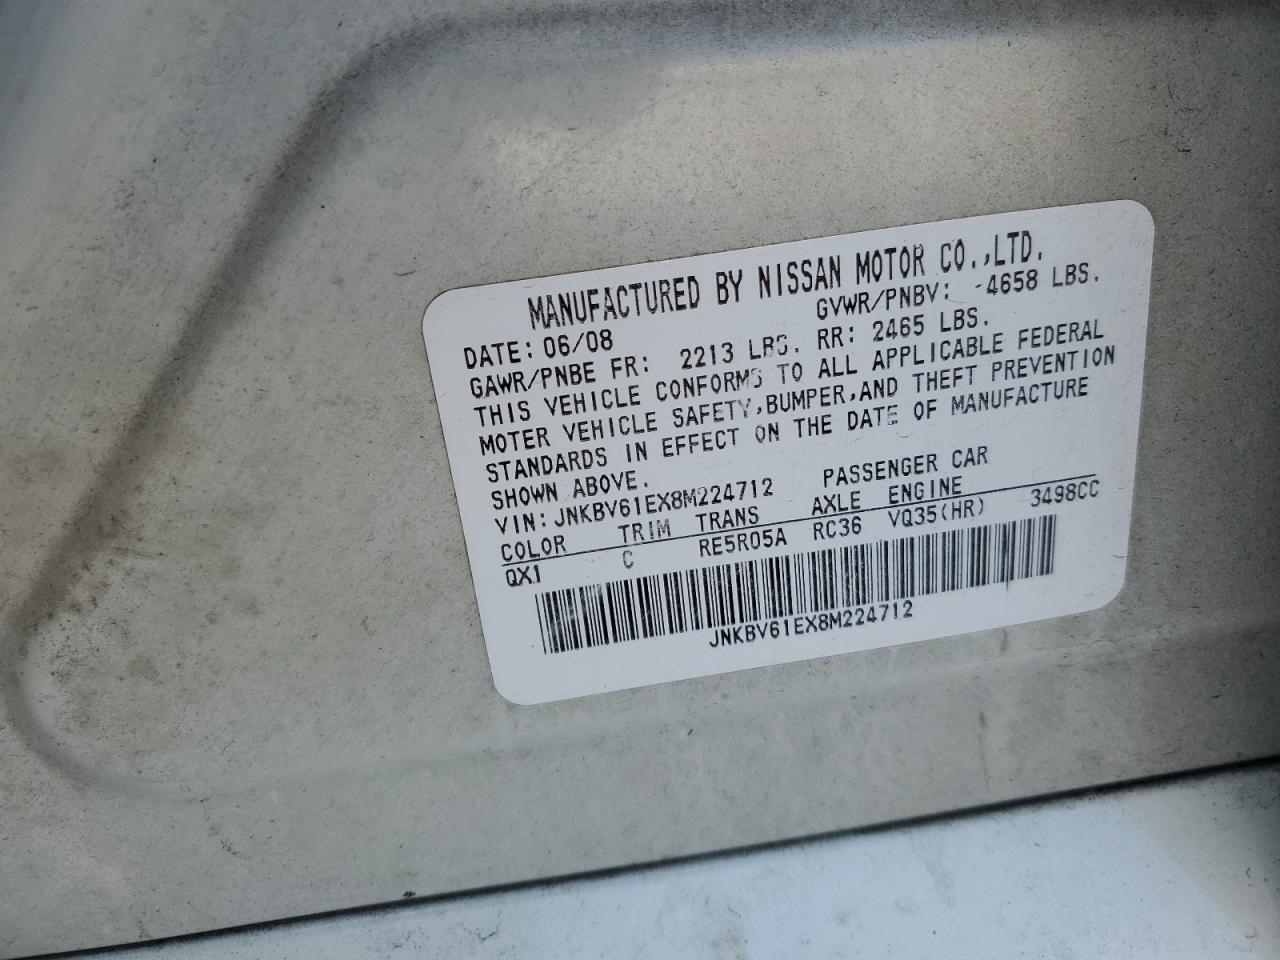 MANUFACTURED BY NISSAN MOTOR CO.,LTD.
DATE: 06/08 GVWR/PNBV: -4658 LBS.
GAWR/PNBE FR: 2213 LBS. RR: 2465 LBS.
THIS VEHICLE CONFORMS TO ALL APPLICABLE FEDERAL
MOTER VEHICLE SAFETY,BUMPER,AND THEFT PREVENTION
STANDARDS IN EFFECT ON THE DATE OF MANUFACTURE
SHOWN ABOVE.
VIN: JNKBV61EX8M224712 PASSENGER CAR
COLOR TRIM TRANS AXLE ENGINE
QX1 C RE5R05A RC36 VQ35(HR) 3498CC
JNKBV61EX8M224712